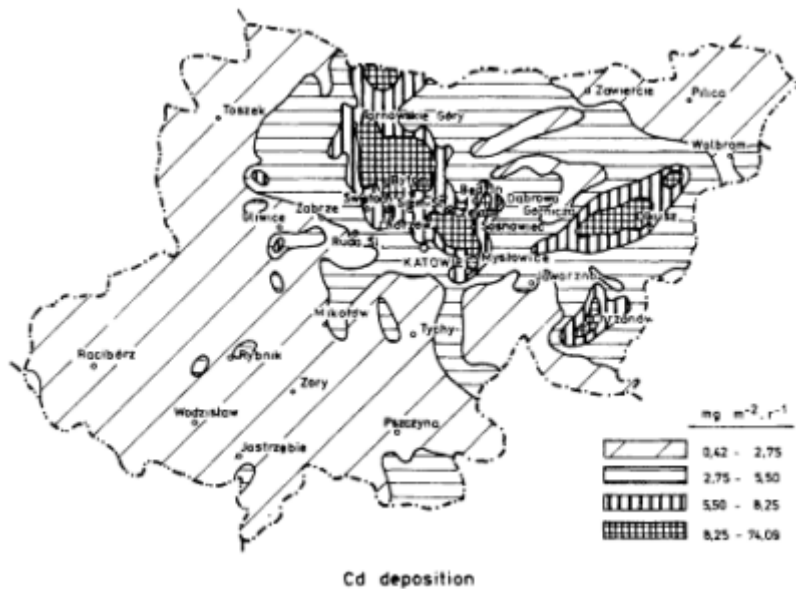 Zawiercie
Pilica
Toszek
Tarnowskie Góry
Wolbrom
Będzin
Dąbrowa
Górnicza
Zabrze
Gliwice
Sosnowiec
Ruda Śl
KATOWI
Mysłowice
Jaworzno
Chrzanów
Mikołów
Tychy
Racibórz
Rybnik
Żory
Wodzisław
Pszczyna
Jastrzębie
mg m⁻². r⁻¹
0,42 - 2,75
2,75 - 5,50
5,50 - 8,25
8,25 - 74,09
Cd deposition